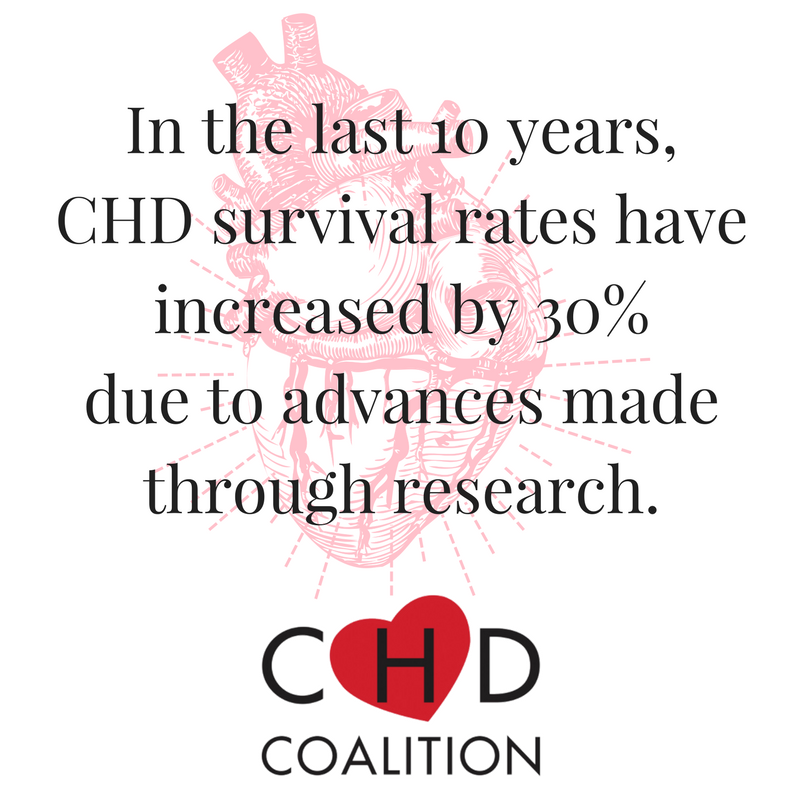 In the last 10 years,
CHD survival rates have
increased by 30%
due to advances made
through research.
CHD
COALITION